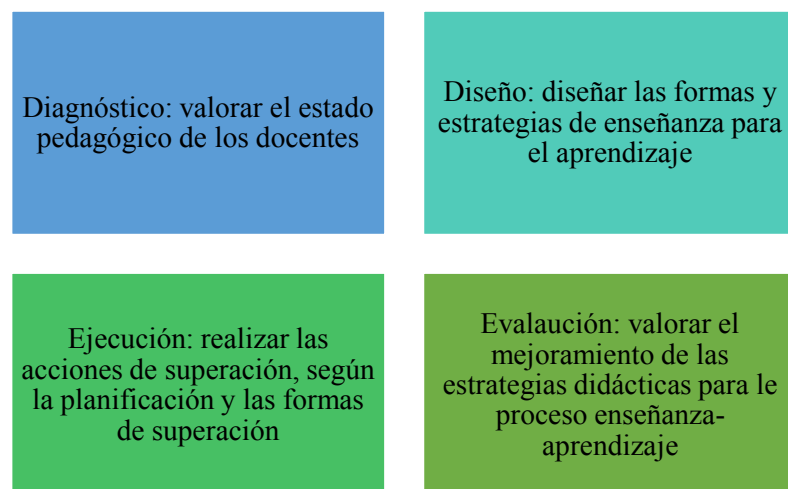 Diagnóstico: valorar el estado
pedagógico de los docentes
Diseño: diseñar las formas y
estrategias de enseñanza para
el aprendizaje
Ejecución: realizar las
acciones de superación, según
la planificación y las formas
de superación
Evalaución: valorar el
mejoramiento de las
estrategias didácticas para le
proceso enseñanza-
aprendizaje